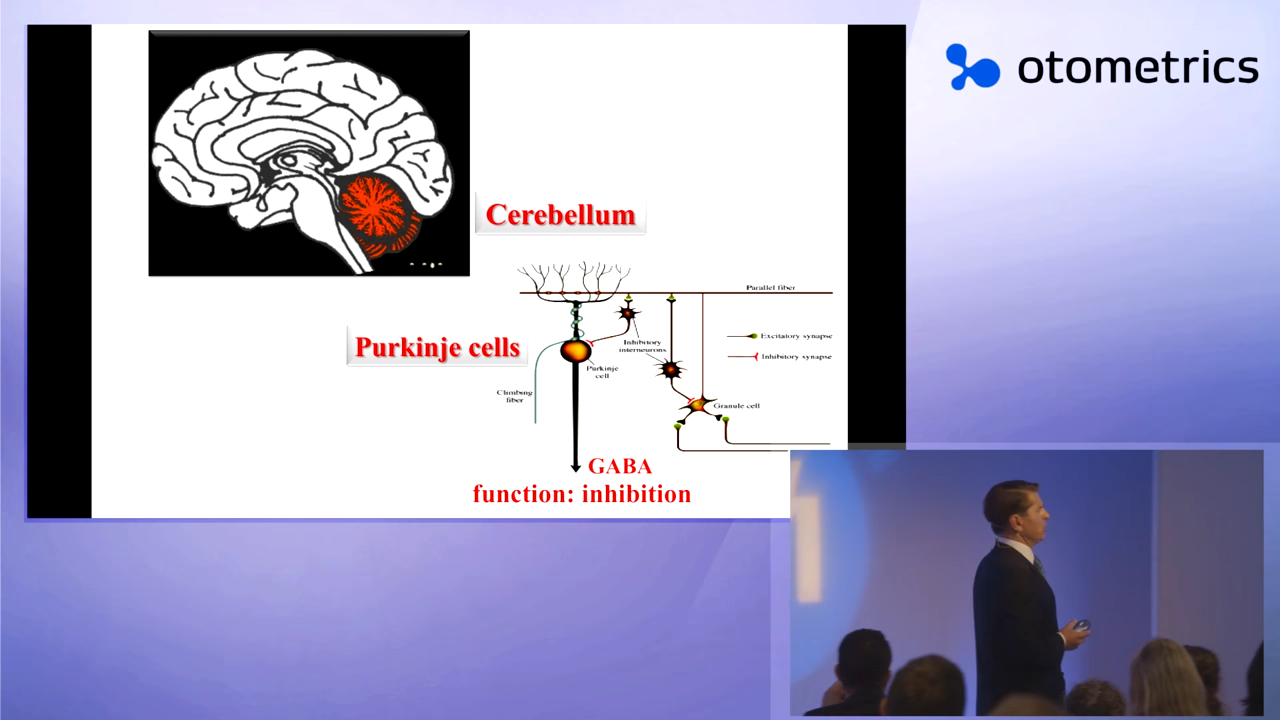 otometrics
Cerebellum
Parallel fiber
Excitatory synapse
Inhibitory
interneurons
Inhibitory synapse
Purkinje cells
Purkinje
cell
Climbing
fiber
Granule cell
GABA
function: inhibition